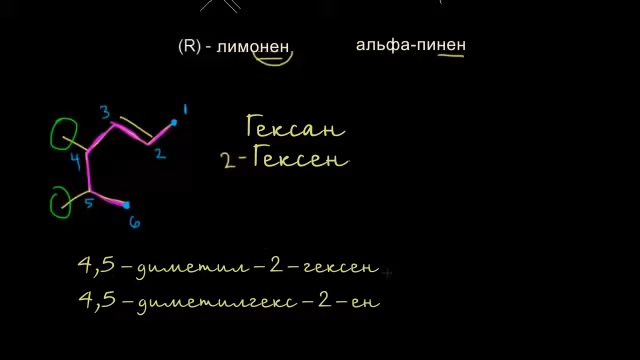 (R) - лимонен альфа-пинен
3 1
Гексан
4 2
2-Гексен
5
6
4,5-диметил-2-гексен
4,5-диметилгекс-2-ен